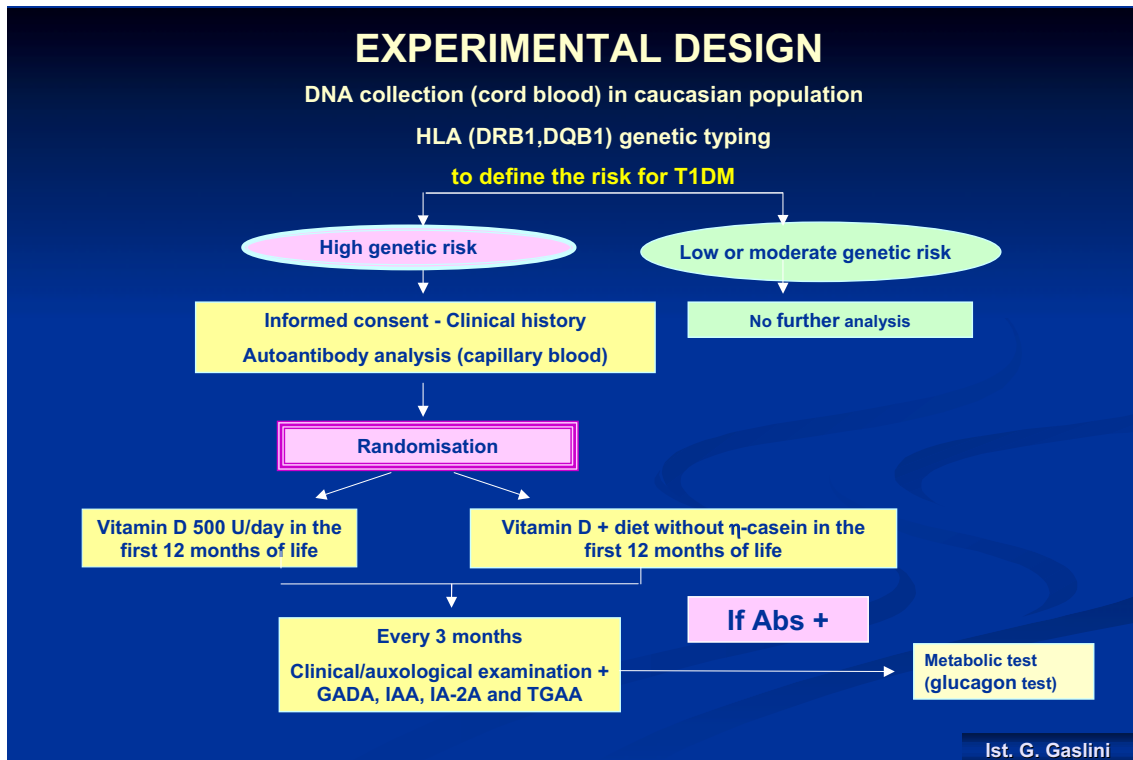 EXPERIMENTAL DESIGN
DNA collection (cord blood) in caucasian population
HLA (DRB1,DQB1) genetic typing
to define the risk for T1DM
High genetic risk
Low or moderate genetic risk
Informed consent - Clinical history
Autoantibody analysis (capillary blood)
No further analysis
Randomisation
Vitamin D 500 U/day in the
first 12 months of life
Vitamin D + diet without η-casein in the
first 12 months of life
If Abs +
Every 3 months
Clinical/auxological examination +
GADA, IAA, IA-2A and TGAA
Metabolic test
(glucagon test)
Ist. G. Gaslini